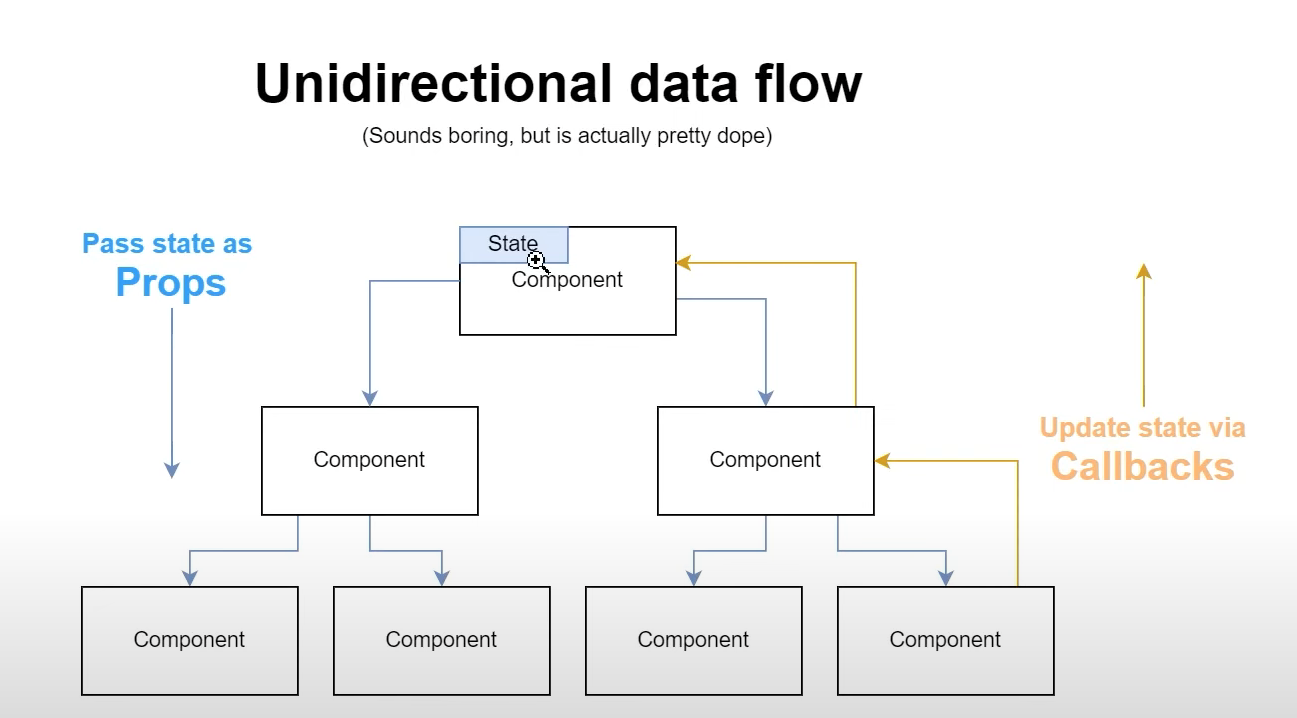 Unidirectional data flow
(Sounds boring, but is actually pretty dope)
Pass state as
Props
State
Component
Update state via
Callbacks
Component
Component
Component
Component
Component
Component